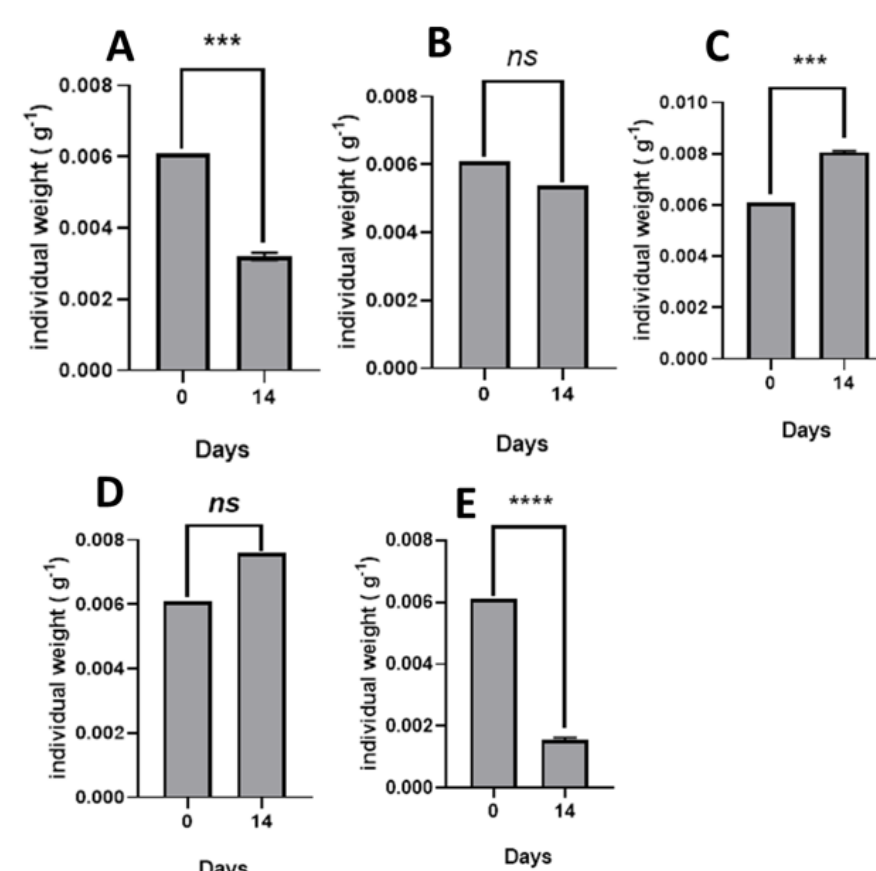 A
***
individual weight ( g⁻¹)
0.008
0.006
0.004
0.002
0.000
0
14
Days
B
ns
individual weight ( g⁻¹)
0.008
0.006
0.004
0.002
0.000
0
14
Days
C
***
individual weight ( g⁻¹)
0.010
0.008
0.006
0.004
0.002
0.000
0
14
Days
D
ns
individual weight ( g⁻¹)
0.008
0.006
0.004
0.002
0.000
0
14
Days
E
****
individual weight ( g⁻¹)
0.008
0.006
0.004
0.002
0.000
0
14
Days